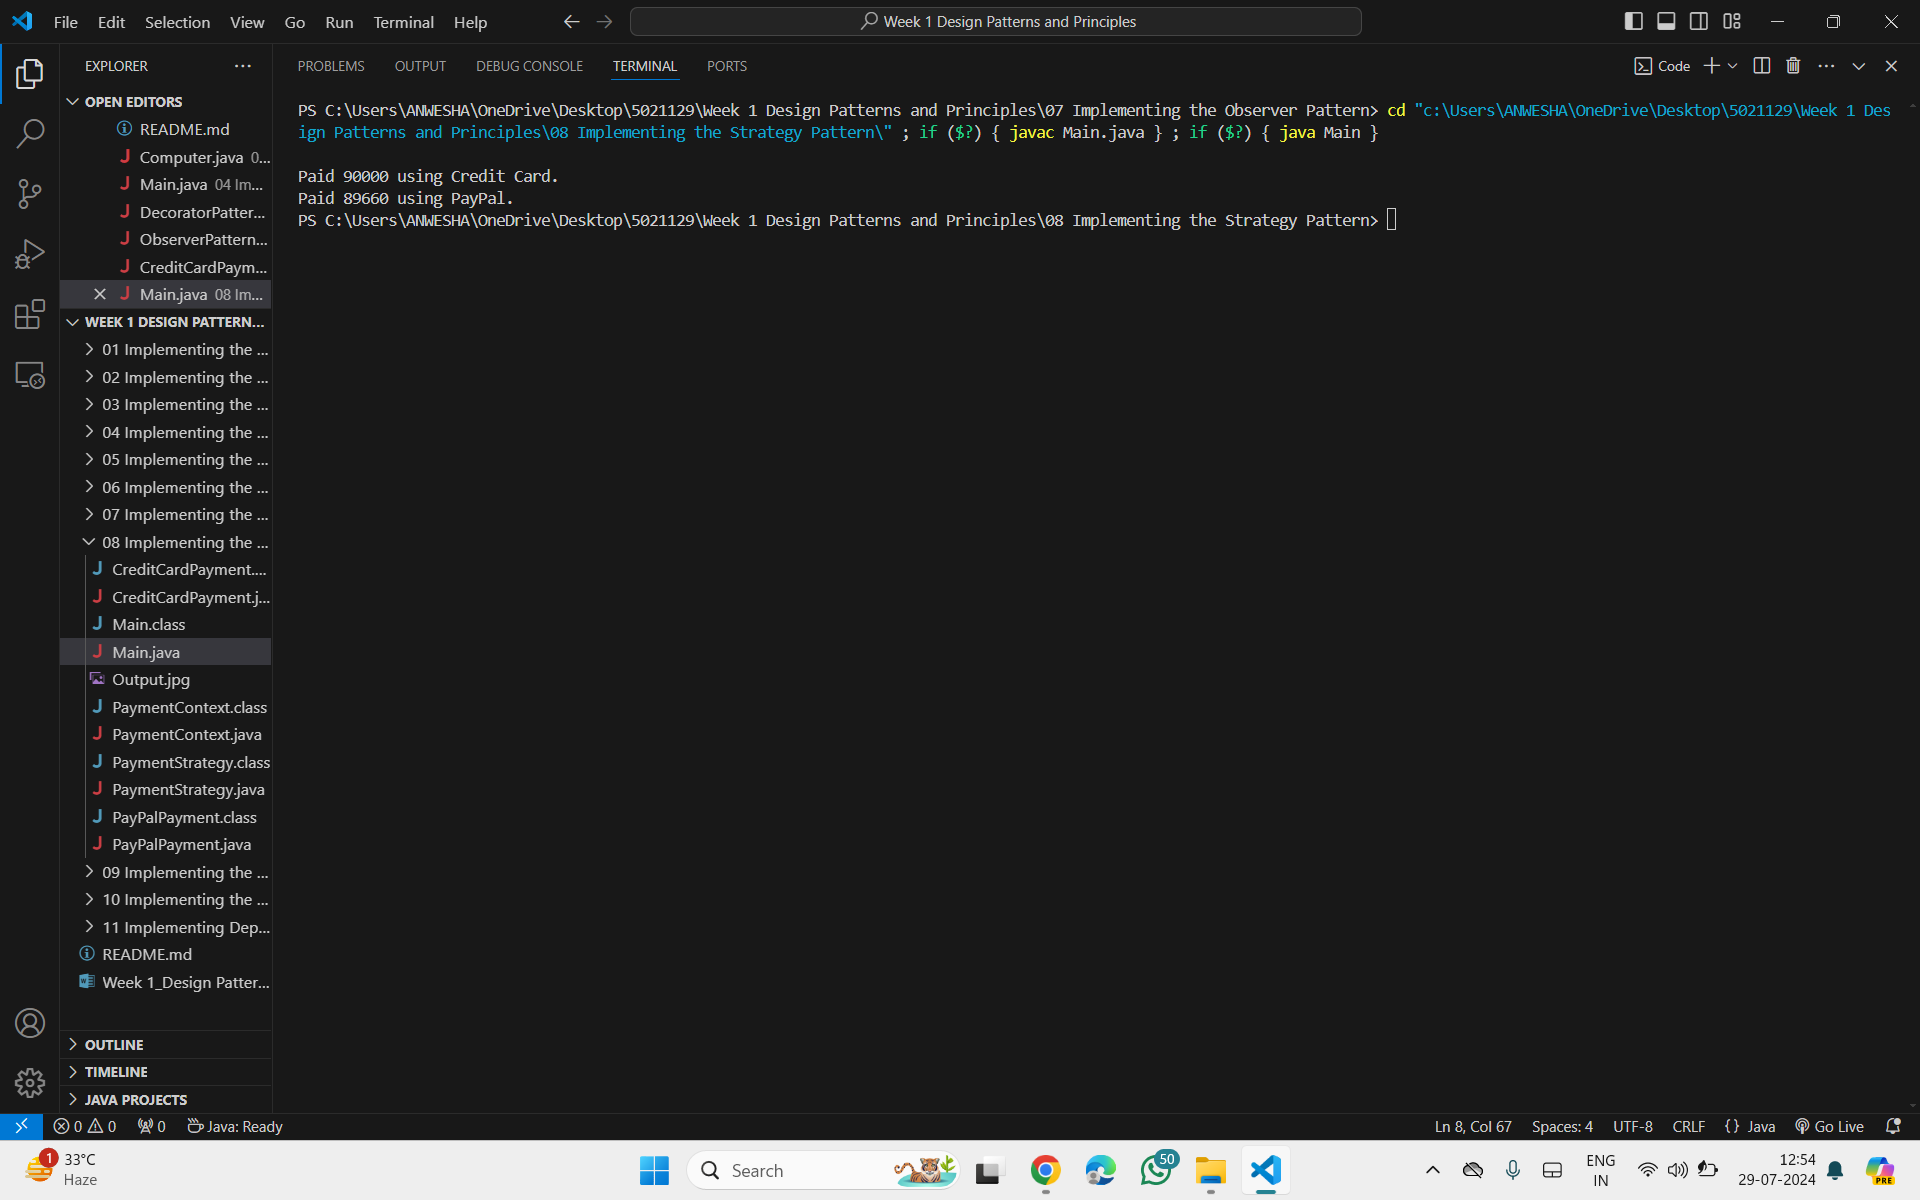 File Edit Selection View Go Run Terminal Help
Week 1 Design Patterns and Principles
EXPLORER
OPEN EDITORS
README.md
Computer.java 0...
Main.java 04 Im...
DecoratorPatter...
ObserverPattern...
CreditCardPaym...
Main.java 08 Im...
WEEK 1 DESIGN PATTERN...
01 Implementing the ...
02 Implementing the ...
03 Implementing the ...
04 Implementing the ...
05 Implementing the ...
06 Implementing the ...
07 Implementing the ...
08 Implementing the ...
CreditCardPayment....
CreditCardPayment.j...
Main.class
Main.java
Output.jpg
PaymentContext.class
PaymentContext.java
PaymentStrategy.class
PaymentStrategy.java
PayPalPayment.class
PayPalPayment.java
09 Implementing the ...
10 Implementing the ...
11 Implementing Dep...
README.md
Week 1_Design Patter...
OUTLINE
TIMELINE
JAVA PROJECTS
PROBLEMS OUTPUT DEBUG CONSOLE TERMINAL PORTS
Code
PS C:\Users\ANWESHA\OneDrive\Desktop\5021129\Week 1 Design Patterns and Principles\07 Implementing the Observer Pattern> cd "c:\Users\ANWESHA\OneDrive\Desktop\5021129\Week 1 Des
ign Patterns and Principles\08 Implementing the Strategy Pattern\" ; if ($?) { javac Main.java } ; if ($?) { java Main }
Paid 90000 using Credit Card.
Paid 89660 using PayPal.
PS C:\Users\ANWESHA\OneDrive\Desktop\5021129\Week 1 Design Patterns and Principles\08 Implementing the Strategy Pattern>
0 0 0 Java: Ready
Ln 8, Col 67 Spaces: 4 UTF-8 CRLF {} Java Go Live
1
33°C
Haze
Search
50
ENG
IN
12:54
29-07-2024
PRE